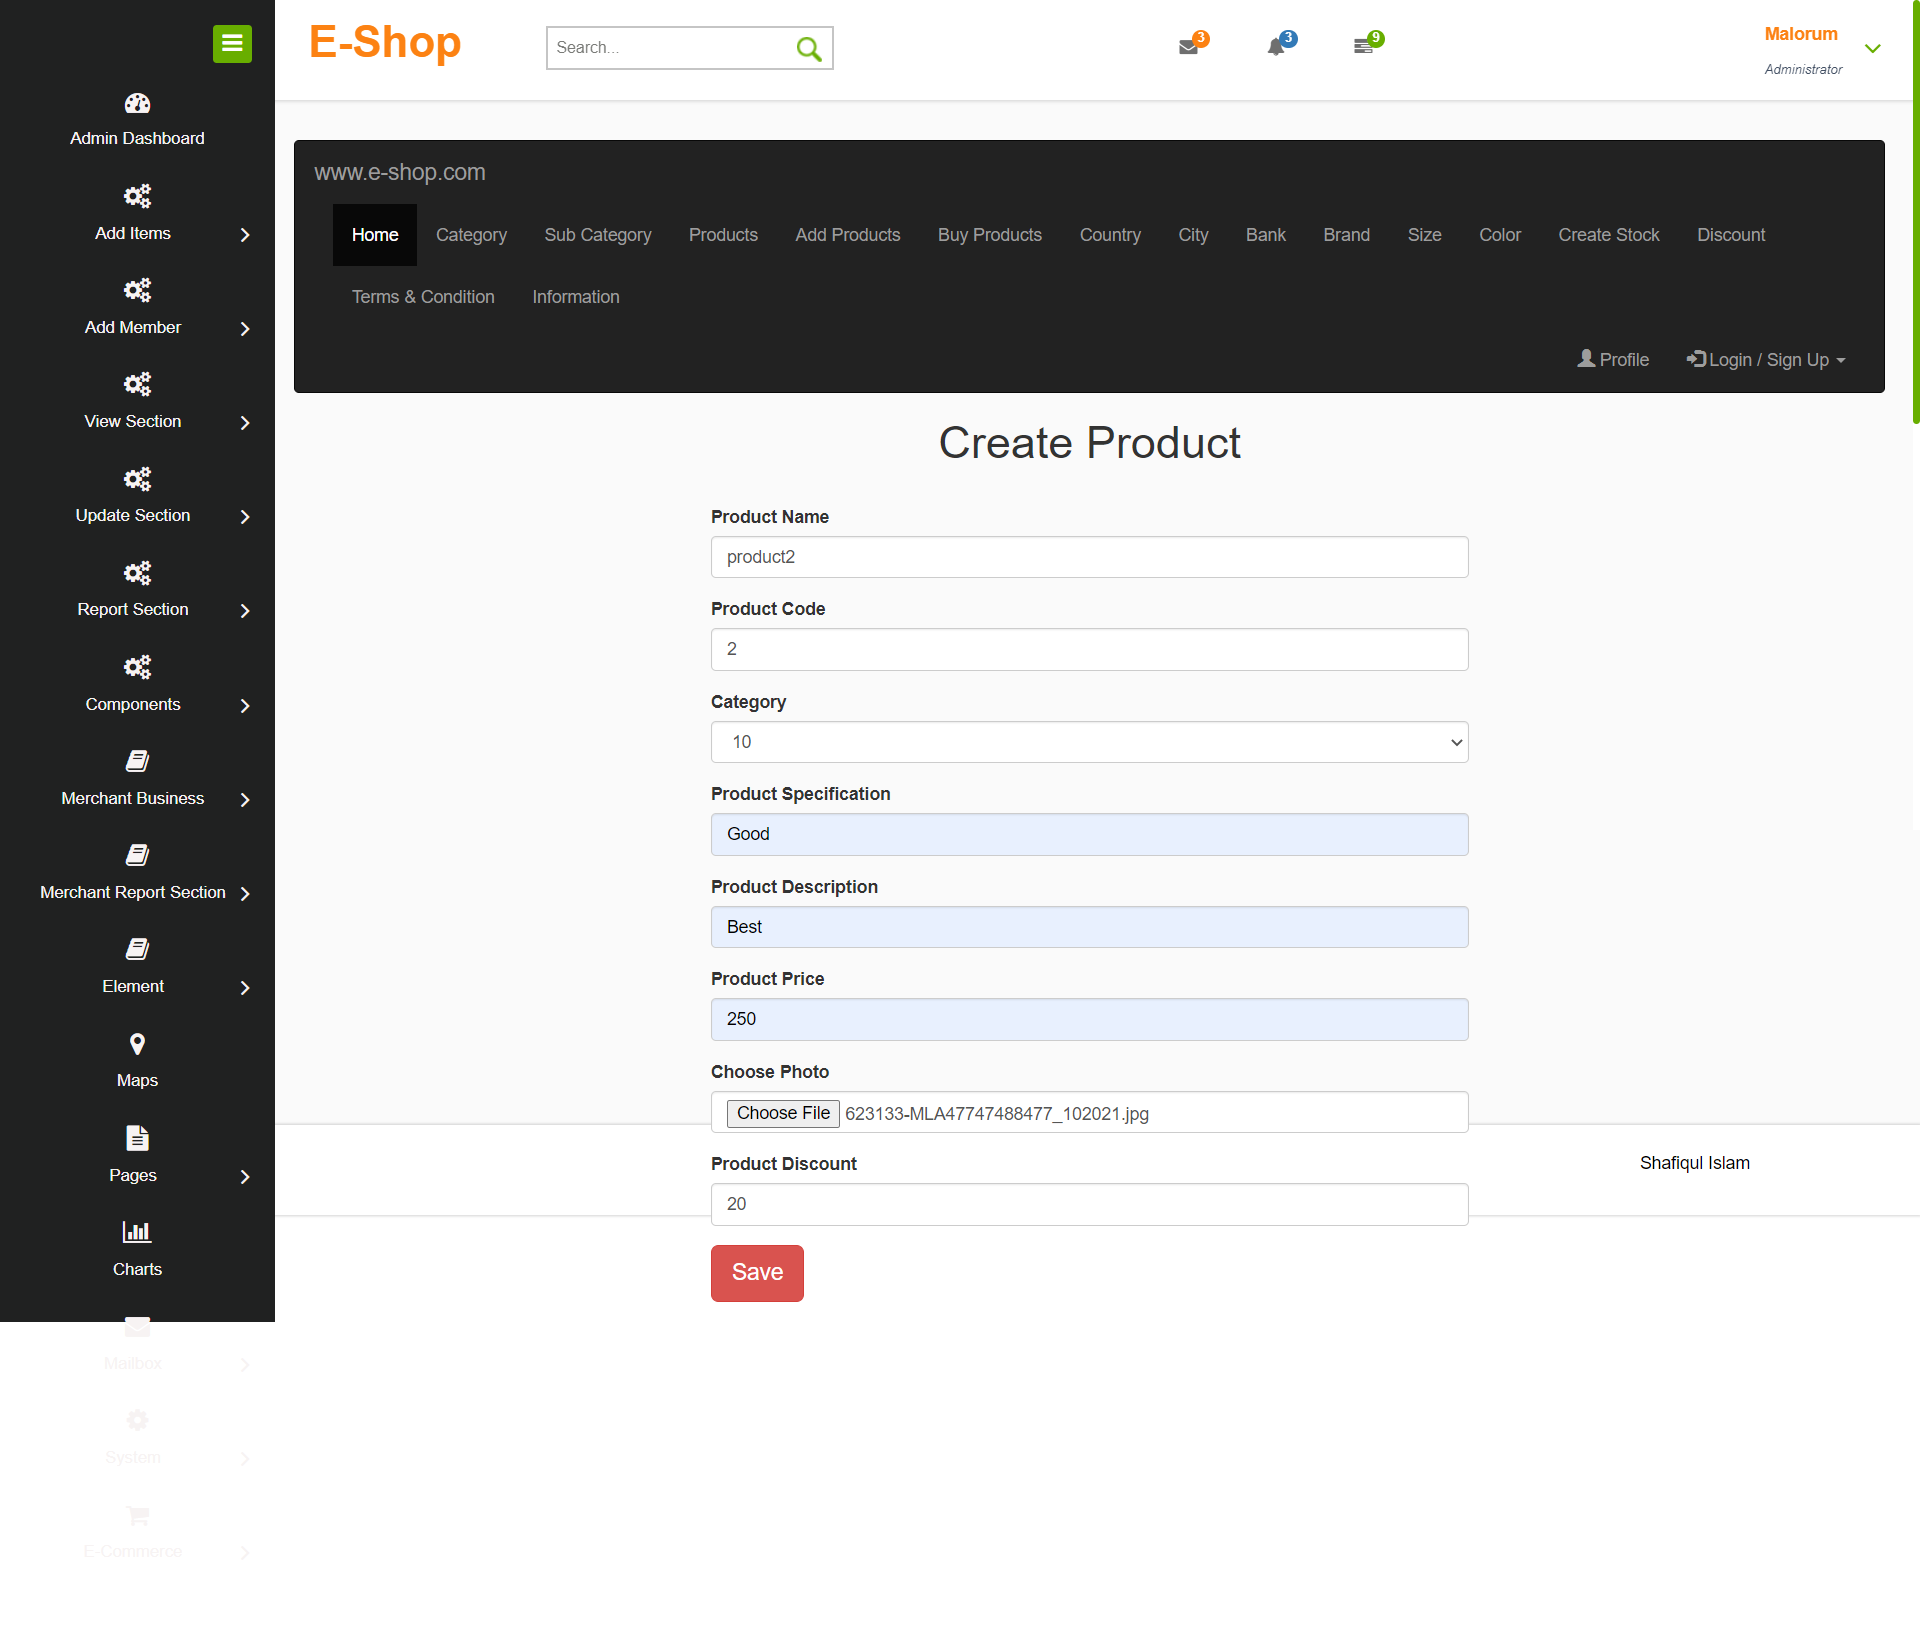 E-Shop
Search...
3
3
9
Malorum
Administrator
Admin Dashboard
Add Items
Add Member
View Section
Update Section
Report Section
Components
Merchant Business
Merchant Report Section
Element
Maps
Pages
Charts
Mailbox
System
E-Commerce
www.e-shop.com
Home Category Sub Category Products Add Products Buy Products Country City Bank Brand Size Color Create Stock Discount
Terms & Condition Information
Profile Login / Sign Up
Create Product
Product Name
product2
Product Code
2
Category
10
Product Specification
Good
Product Description
Best
Product Price
250
Choose Photo
Choose File 623133-MLA47747488477_102021.jpg
Product Discount
20
Save
Shafiqul Islam